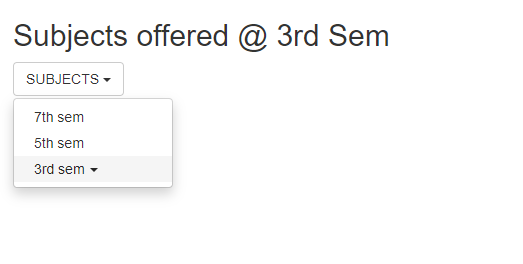 Subjects offered @ 3rd Sem
SUBJECTS
7th sem
5th sem
3rd sem